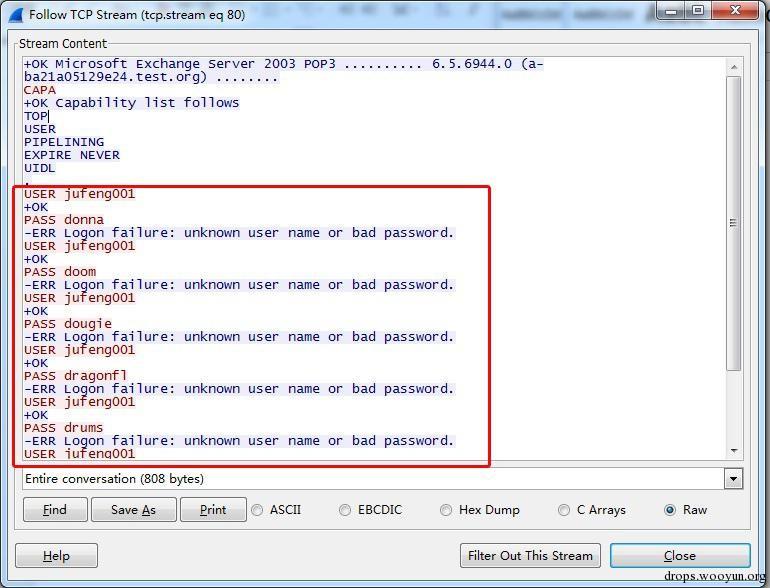 Follow TCP Stream (tcp.stream eq 80)
Stream Content
+OK Microsoft Exchange Server 2003 POP3 .......... 6.5.6944.0 (a-
ba21a05129e24.test.org) ........
CAPA
+OK Capability list follows
TOP
USER
PIPELINING
EXPIRE NEVER
UIDL
.
USER jufeng001
+OK
PASS donna
-ERR Logon failure: unknown user name or bad password.
USER jufeng001
+OK
PASS doom
-ERR Logon failure: unknown user name or bad password.
USER jufeng001
+OK
PASS dougie
-ERR Logon failure: unknown user name or bad password.
USER jufeng001
+OK
PASS dragonfl
-ERR Logon failure: unknown user name or bad password.
USER jufeng001
+OK
PASS drums
-ERR Logon failure: unknown user name or bad password.
USER jufeng001
Entire conversation (808 bytes)
Find Save As Print ASCII EBCDIC Hex Dump C Arrays Raw
Help Filter Out This Stream Close
drops.wooyun.org